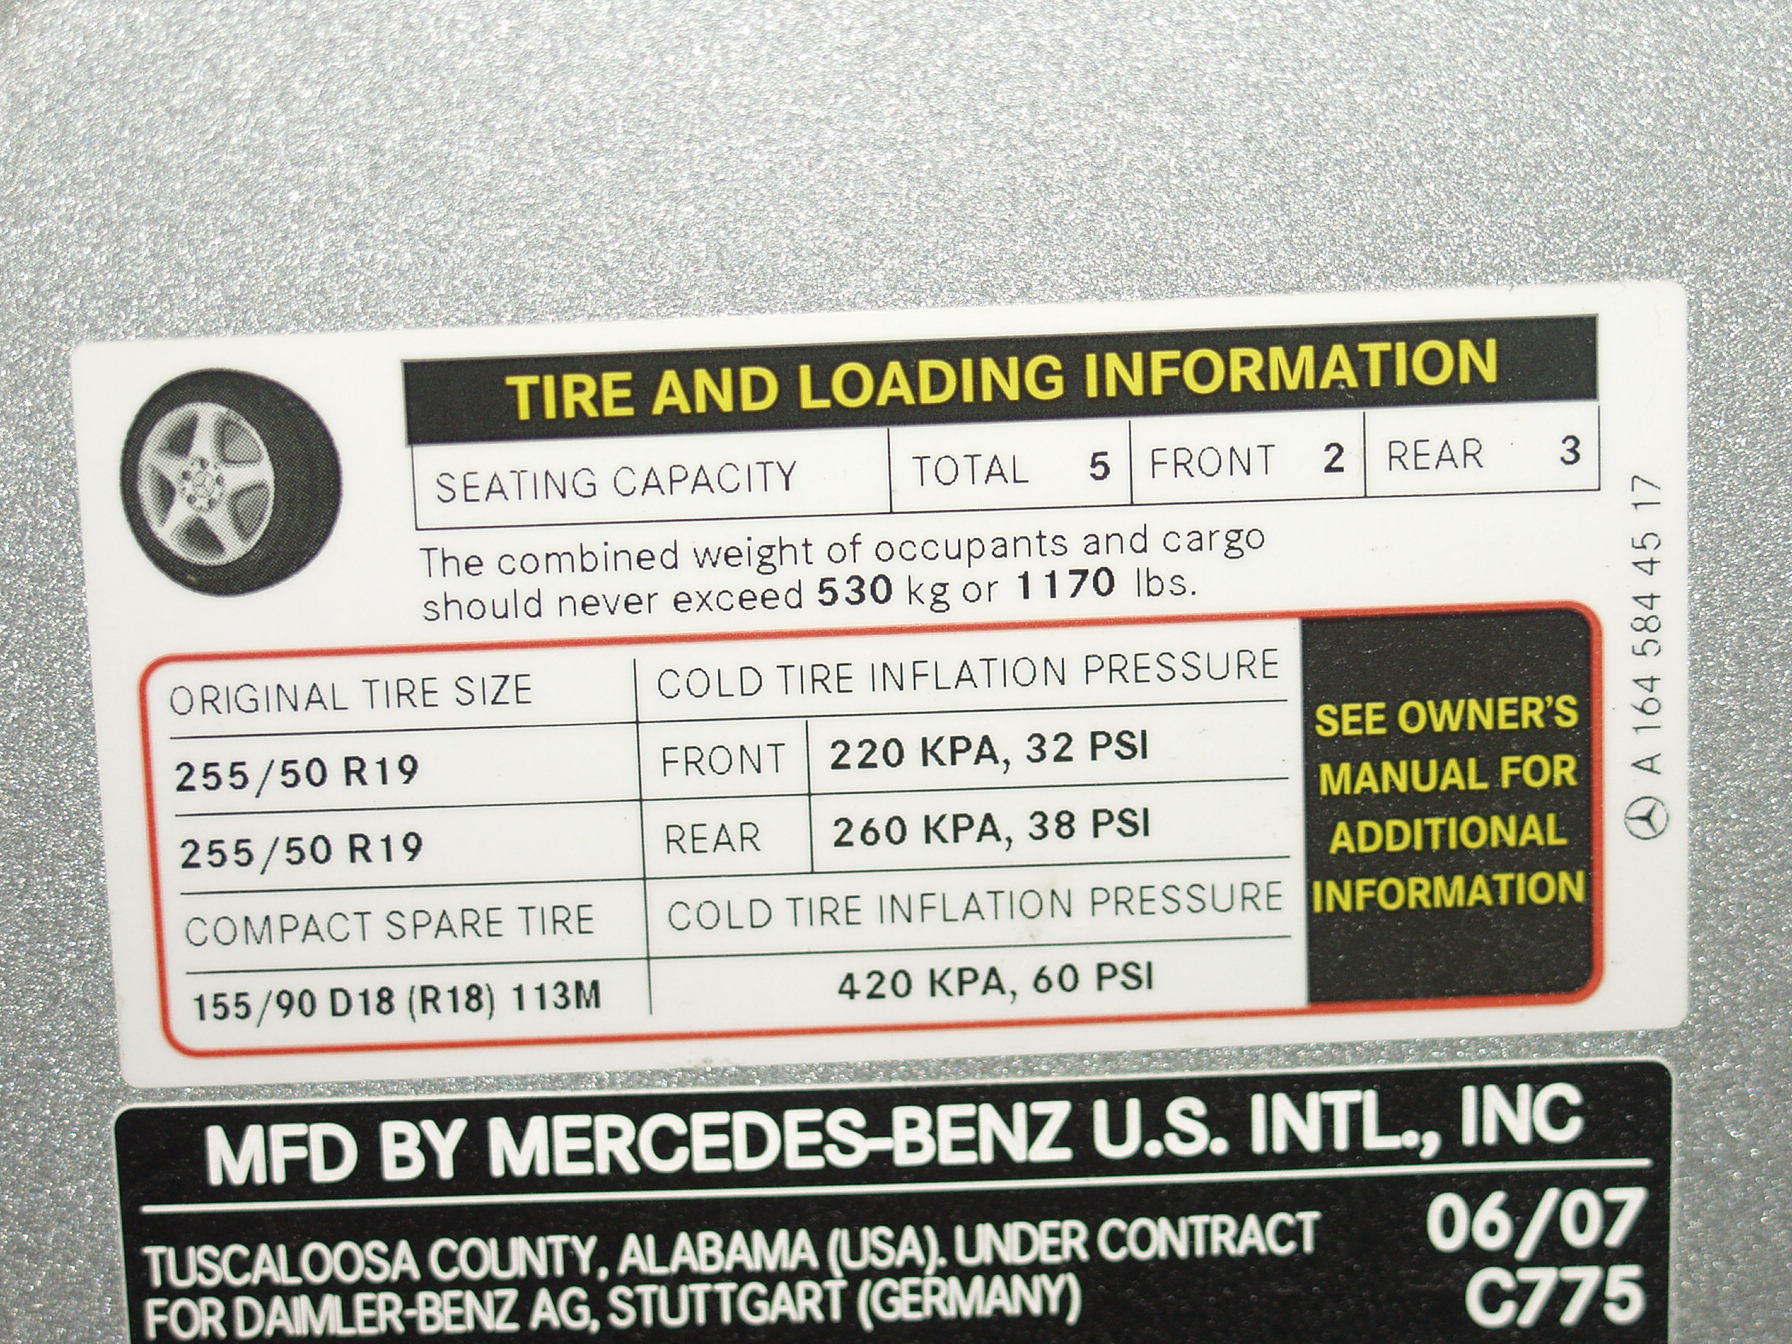 TIRE AND LOADING INFORMATION
SEATING CAPACITY TOTAL 5 FRONT 2 REAR 3
The combined weight of occupants and cargo
should never exceed 530 kg or 1170 lbs.
ORIGINAL TIRE SIZE COLD TIRE INFLATION PRESSURE
255/50 R19 FRONT 220 KPA, 32 PSI
255/50 R19 REAR 260 KPA, 38 PSI
COMPACT SPARE TIRE COLD TIRE INFLATION PRESSURE
155/90 D18 (R18) 113M 420 KPA, 60 PSI
SEE OWNER'S
MANUAL FOR
ADDITIONAL
INFORMATION
A 164 584 45 17
MFD BY MERCEDES-BENZ U.S. INTL., INC
TUSCALOOSA COUNTY, ALABAMA (USA). UNDER CONTRACT 06/07
FOR DAIMLER-BENZ AG, STUTTGART (GERMANY) C775